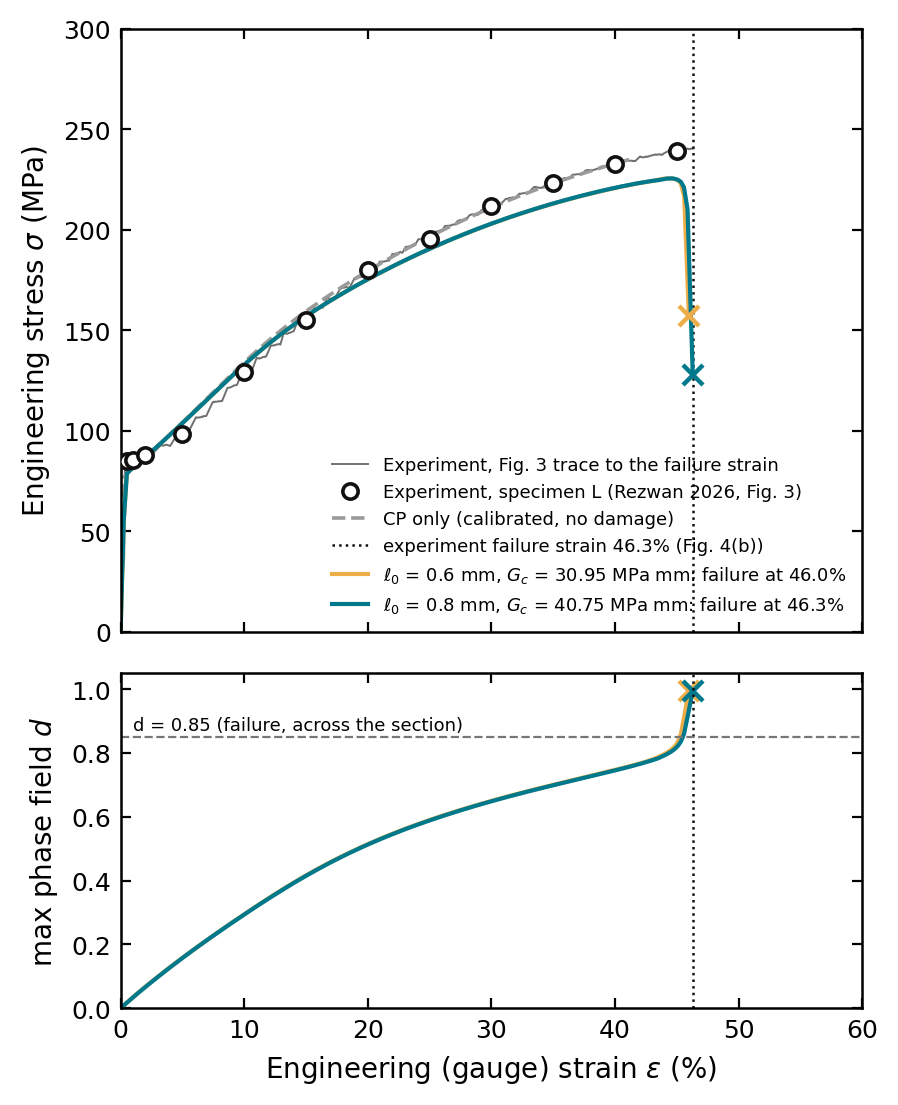 300
250
200
150
100
50
0
Engineering stress σ (MPa)
Experiment, Fig. 3 trace to the failure strain
Experiment, specimen L (Rezwan 2026, Fig. 3)
CP only (calibrated, no damage)
experiment failure strain 46.3% (Fig. 4(b))
ℓ₀ = 0.6 mm, G_c = 30.95 MPa mm: failure at 46.0%
ℓ₀ = 0.8 mm, G_c = 40.75 MPa mm: failure at 46.3%
1.0
0.8
0.6
0.4
0.2
0.0
max phase field d
d = 0.85 (failure, across the section)
0 10 20 30 40 50 60
Engineering (gauge) strain ε (%)